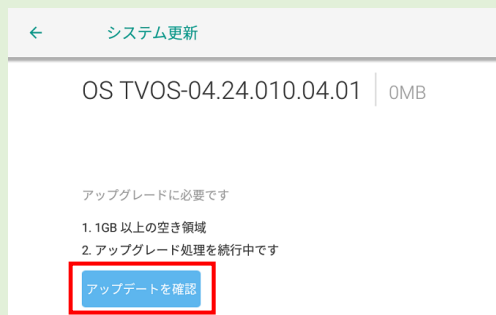 システム更新
OS TVOS-04.24.010.04.01 0MB
アップグレードに必要です
1. 1GB 以上の空き領域
2. アップグレード処理を続行中です
アップデートを確認